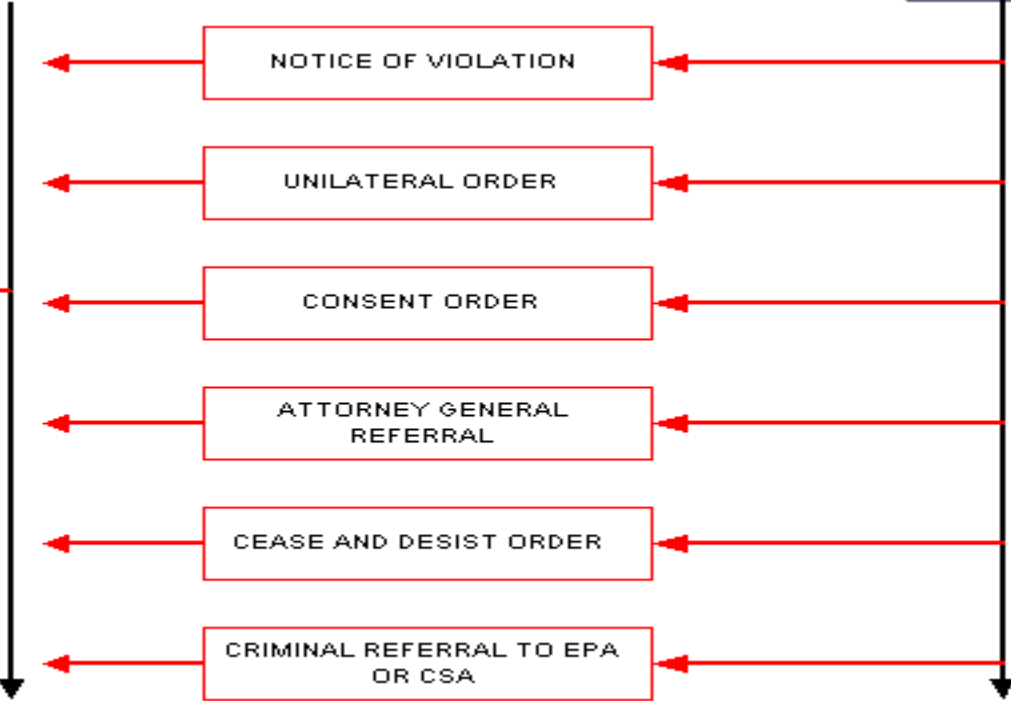 NOTICE OF VIOLATION
UNILATERAL ORDER
CONSENT ORDER
ATTORNEY GENERAL
REFERRAL
CEASE AND DESIST ORDER
CRIMINAL REFERRAL TO EPA
OR CSA